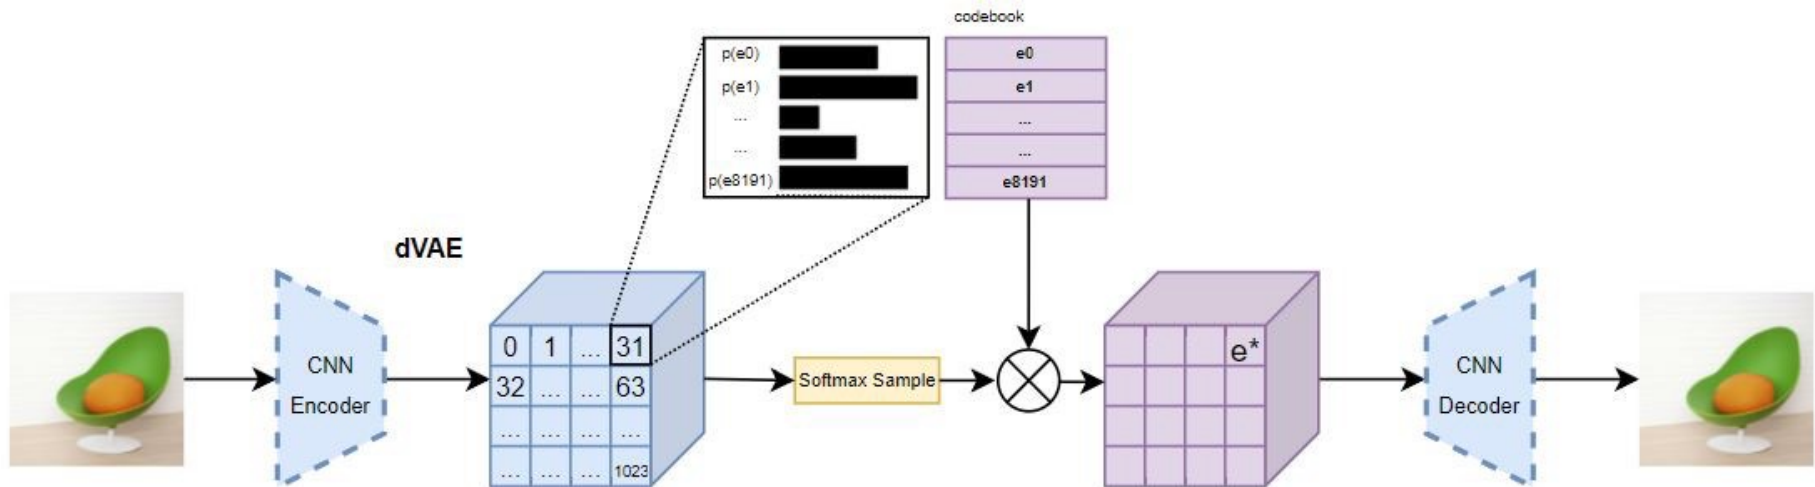 codebook
p(e0)
p(e1)
...
...
p(e8191)
e0
e1
...
...
e8191
dVAE
CNN
Encoder
0 1 ... 31
32 ... ... 63
... ... ... ...
... ... ... 1023
Softmax Sample
e*
CNN
Decoder